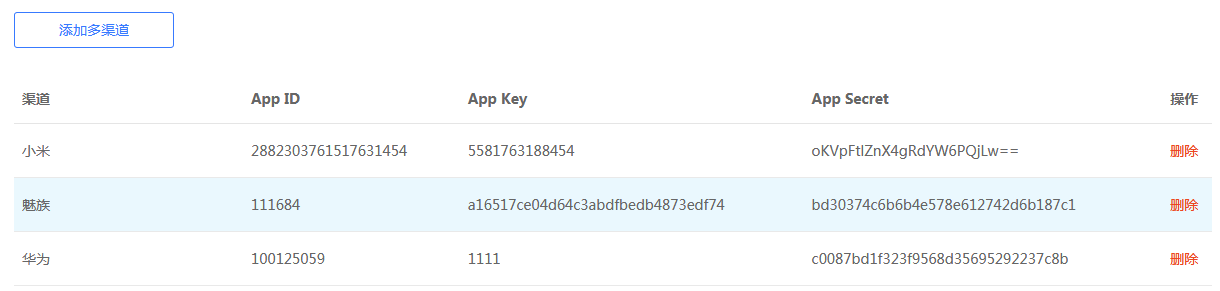 添加多渠道
渠道 App ID App Key App Secret 操作
小米 2882303761517631454 5581763188454 oKVpFtlZnX4gRdYW6PQjLw== 删除
魅族 111684 a16517ce04d64c3abdfbedb4873edf74 bd30374c6b6b4e578e612742d6b187c1 删除
华为 100125059 1111 c0087bd1f323f9568d35695292237c8b 删除